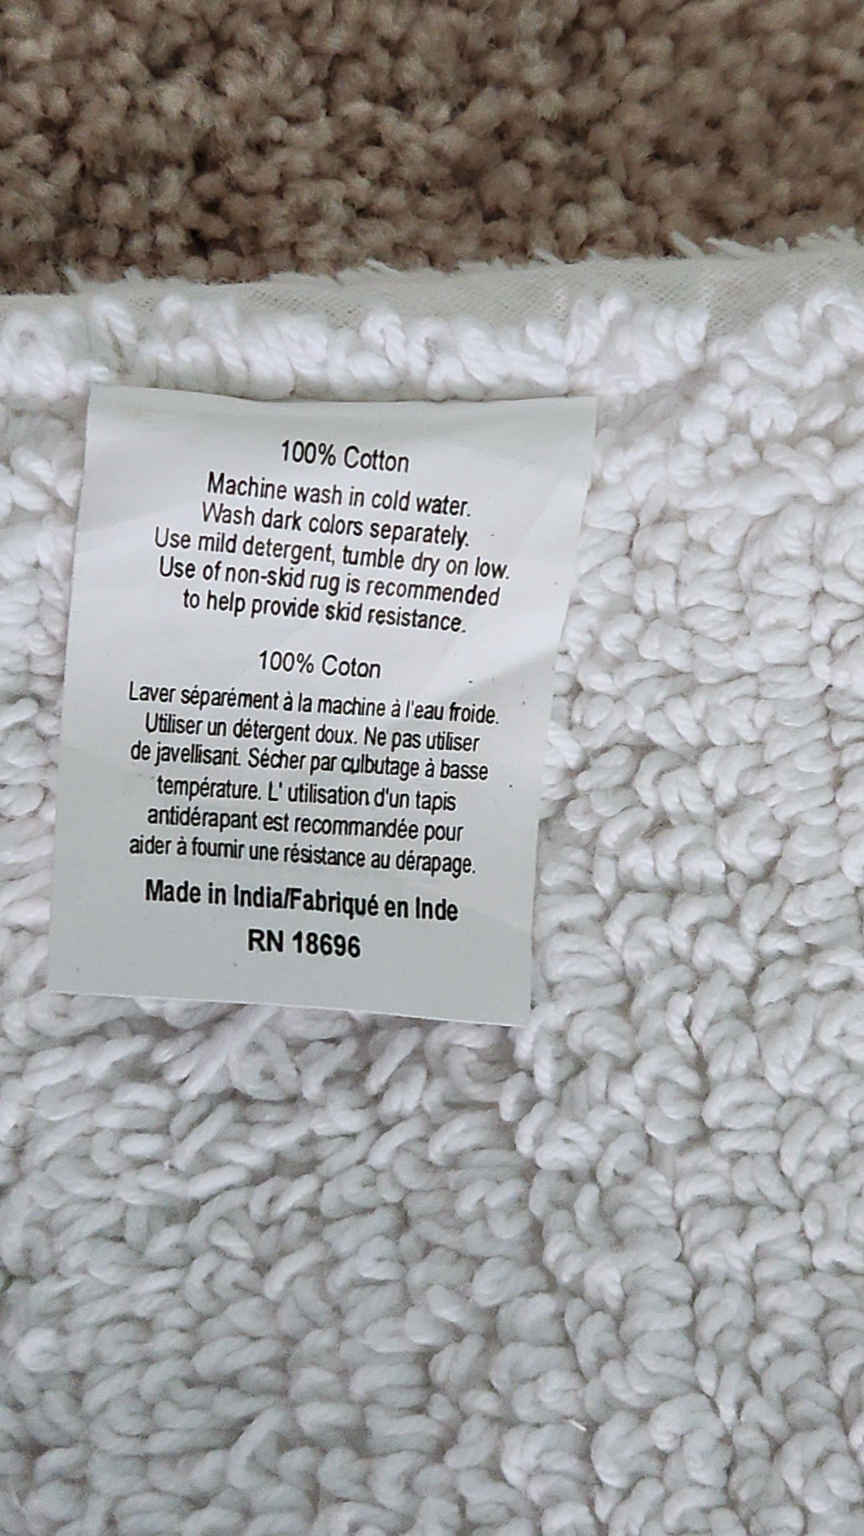 100% Cotton
Machine wash in cold water.
Wash dark colors separately.
Use mild detergent, tumble dry on low.
Use of non-skid rug is recommended
to help provide skid resistance.
100% Coton
Laver séparément à la machine à l'eau froide.
Utiliser un détergent doux. Ne pas utiliser
de javellisant. Sécher par culbutage à basse
température. L' utilisation d'un tapis
antidérapant est recommandée pour
aider à fournir une résistance au dérapage.
Made in India/Fabriqué en Inde
RN 18696